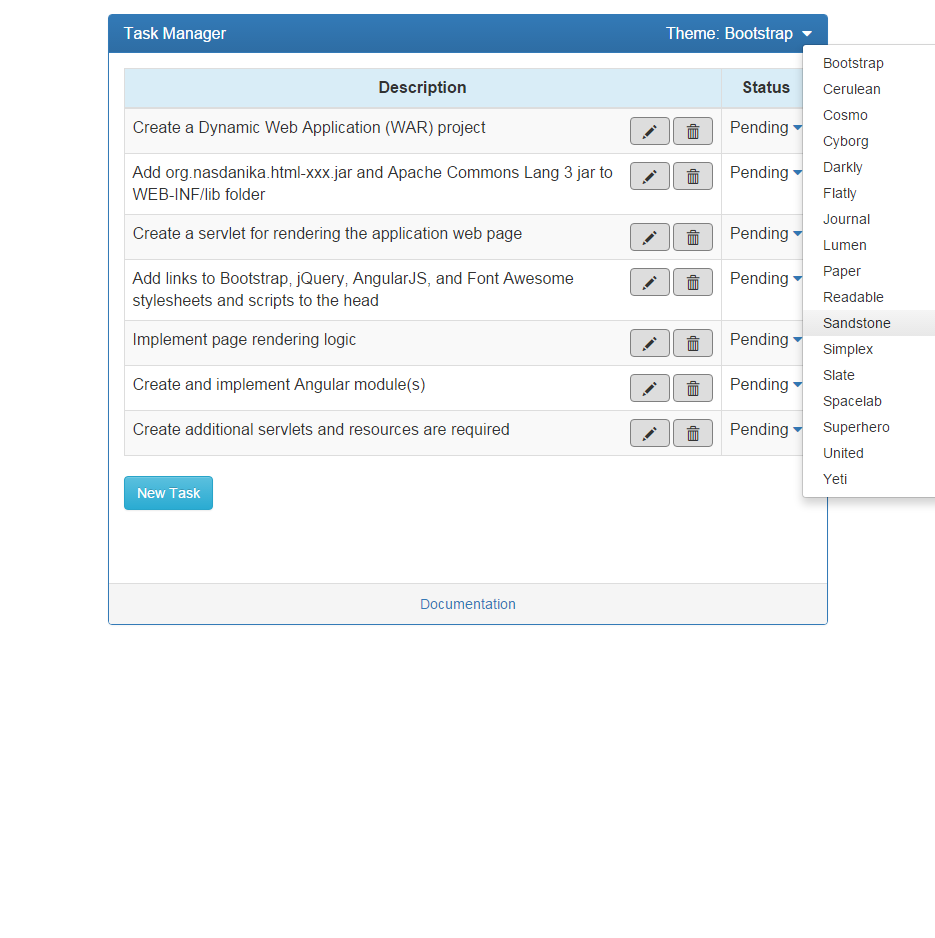 Task Manager
Theme: Bootstrap
Description
Status
Create a Dynamic Web Application (WAR) project
Pending
Add org.nasdanika.html-xxx.jar and Apache Commons Lang 3 jar to
WEB-INF/lib folder
Pending
Create a servlet for rendering the application web page
Pending
Add links to Bootstrap, jQuery, AngularJS, and Font Awesome
stylesheets and scripts to the head
Pending
Implement page rendering logic
Pending
Create and implement Angular module(s)
Pending
Create additional servlets and resources are required
Pending
New Task
Documentation
Bootstrap
Cerulean
Cosmo
Cyborg
Darkly
Flatly
Journal
Lumen
Paper
Readable
Sandstone
Simplex
Slate
Spacelab
Superhero
United
Yeti